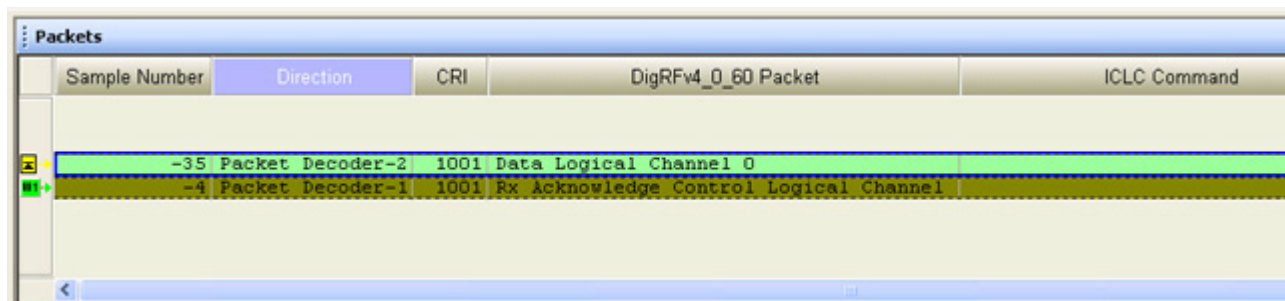 Packets
Sample Number Direction CRI DigRFv4_0_60 Packet ICLC Command
-35 Packet Decoder-2 1001 Data Logical Channel 0
M1 -4 Packet Decoder-1 1001 Rx Acknowledge Control Logical Channel